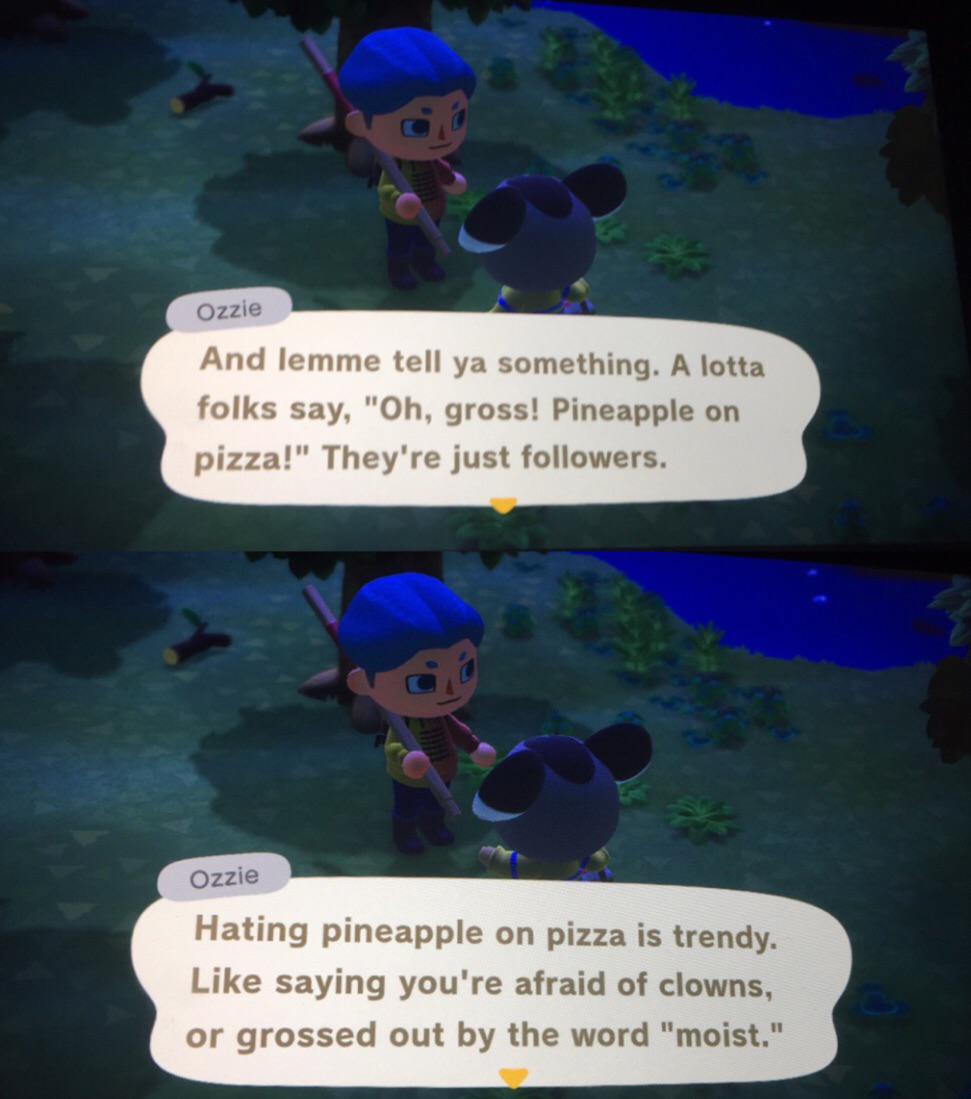 Ozzie
And lemme tell ya something. A lotta
folks say, "Oh, gross! Pineapple on
pizza!" They're just followers.
Ozzie
Hating pineapple on pizza is trendy.
Like saying you're afraid of clowns,
or grossed out by the word "moist."